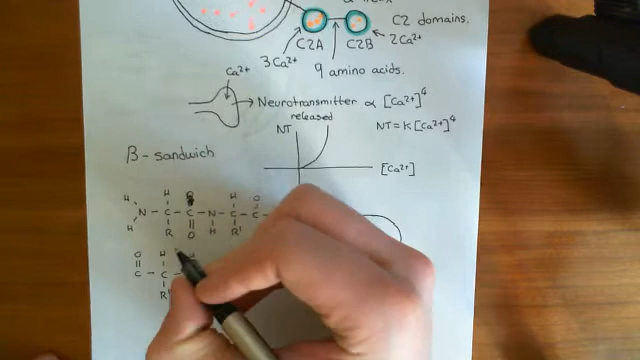 α helix
C2 domains.
C2A C2B 2Ca²⁺
3Ca²⁺
9 amino acids.
Ca²⁺
Neurotransmitter ∝ [Ca²⁺]⁴
released
NT NT = K[Ca²⁺]⁴
β-sandwich
[Ca²⁺]
H H O H O
N - C - C - N - C - C
H R O H R'
O H H
C - C
R'